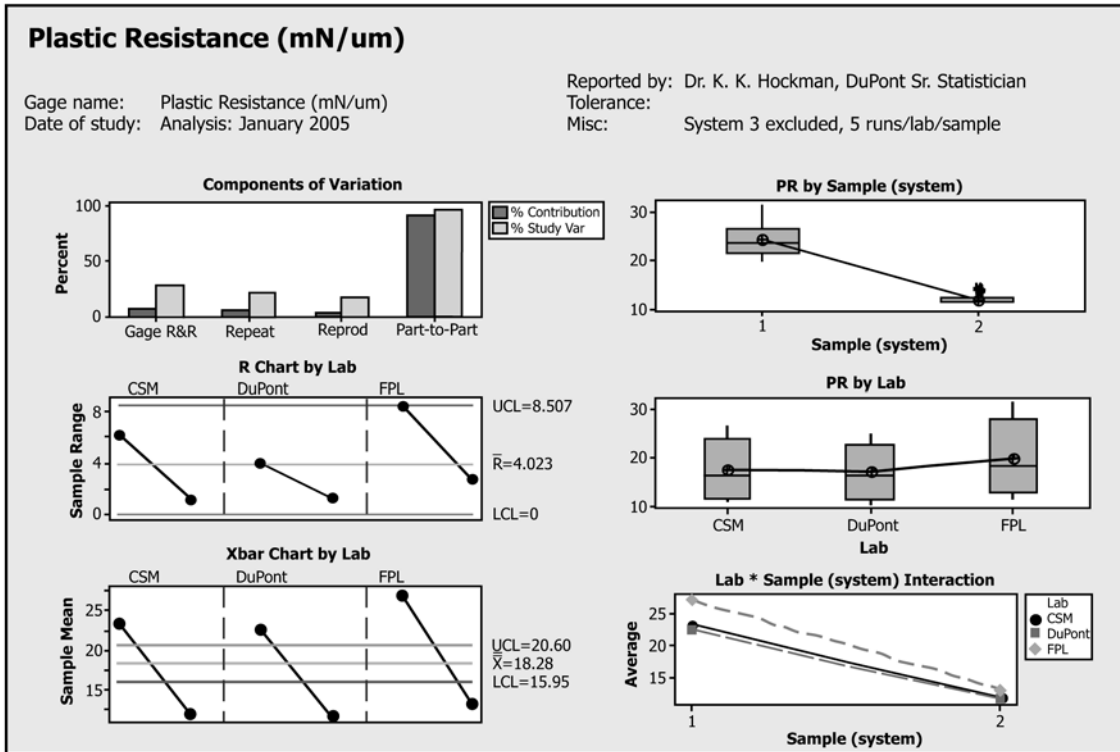 Plastic Resistance (mN/um)
Gage name: Plastic Resistance (mN/um)
Date of study: Analysis: January 2005
Reported by: Dr. K. K. Hockman, DuPont Sr. Statistician
Tolerance:
Misc: System 3 excluded, 5 runs/lab/sample
Components of Variation
100
50
0
Percent
Gage R&R Repeat Reprod Part-to-Part
% Contribution
% Study Var
R Chart by Lab
CSM DuPont FPL
8
4
0
Sample Range
UCL=8.507
R̅=4.023
LCL=0
Xbar Chart by Lab
CSM DuPont FPL
25
20
15
Sample Mean
UCL=20.60
X̿=18.28
LCL=15.95
PR by Sample (system)
30
20
10
1 2
Sample (system)
PR by Lab
30
20
10
CSM DuPont FPL
Lab
Lab * Sample (system) Interaction
25
20
15
Average
1 2
Sample (system)
Lab
CSM
DuPont
FPL